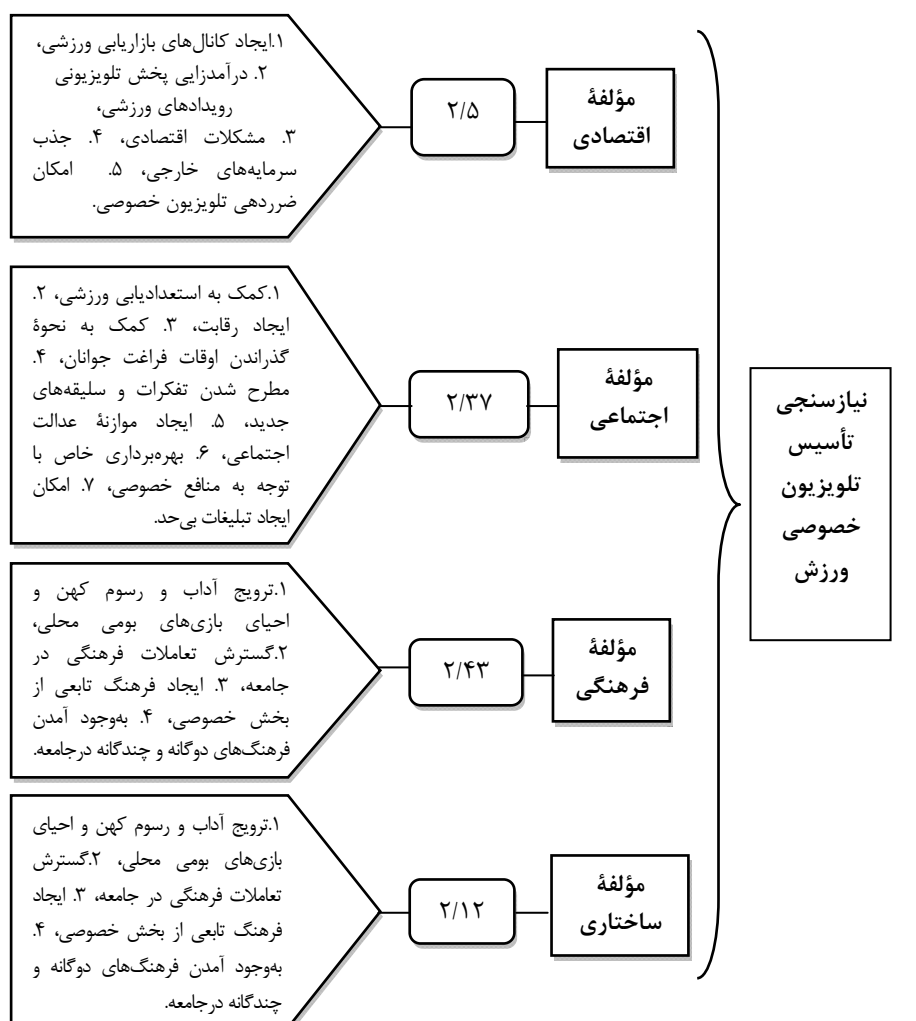 نیازسنجی
تأسیس
تلویزیون
خصوصی
ورزش
مؤلفهٔ
اقتصادی
۲/۵
۱.ایجاد کانال‌های بازاریابی ورزشی،
۲. درآمدزایی پخش تلویزیونی
رویدادهای ورزشی،
۳. مشکلات اقتصادی، ۴. جذب
سرمایه‌های خارجی، ۵. امکان
ضرردهی تلویزیون خصوصی.
مؤلفهٔ
اجتماعی
۲/۳۷
۱.کمک به استعدادیابی ورزشی، ۲.
ایجاد رقابت، ۳. کمک به نحوهٔ
گذراندن اوقات فراغت جوانان، ۴.
مطرح شدن تفکرات و سلیقه‌های
جدید، ۵. ایجاد موازنهٔ عدالت
اجتماعی، ۶. بهره‌برداری خاص با
توجه به منافع خصوصی، ۷. امکان
ایجاد تبلیغات بی‌حد.
مؤلفهٔ
فرهنگی
۲/۴۳
۱.ترویج آداب و رسوم کهن و
احیای بازی‌های بومی محلی،
۲.گسترش تعاملات فرهنگی در
جامعه، ۳. ایجاد فرهنگ تابعی از
بخش خصوصی، ۴. به‌وجود آمدن
فرهنگ‌های دوگانه و چندگانه درجامعه.
مؤلفهٔ
ساختاری
۲/۱۲
۱.ترویج آداب و رسوم کهن و احیای
بازی‌های بومی محلی، ۲.گسترش
تعاملات فرهنگی در جامعه، ۳. ایجاد
فرهنگ تابعی از بخش خصوصی، ۴.
به‌وجود آمدن فرهنگ‌های دوگانه و
چندگانه درجامعه.